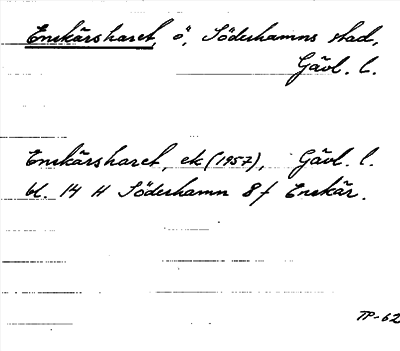 Enskärsharet, ö, Söderhamns stad,
Gävl. l.
Enskärsharet, ek (1957), Gävl. l.
bl. 14 H Söderhamn 8 f Enskär.
TP-62